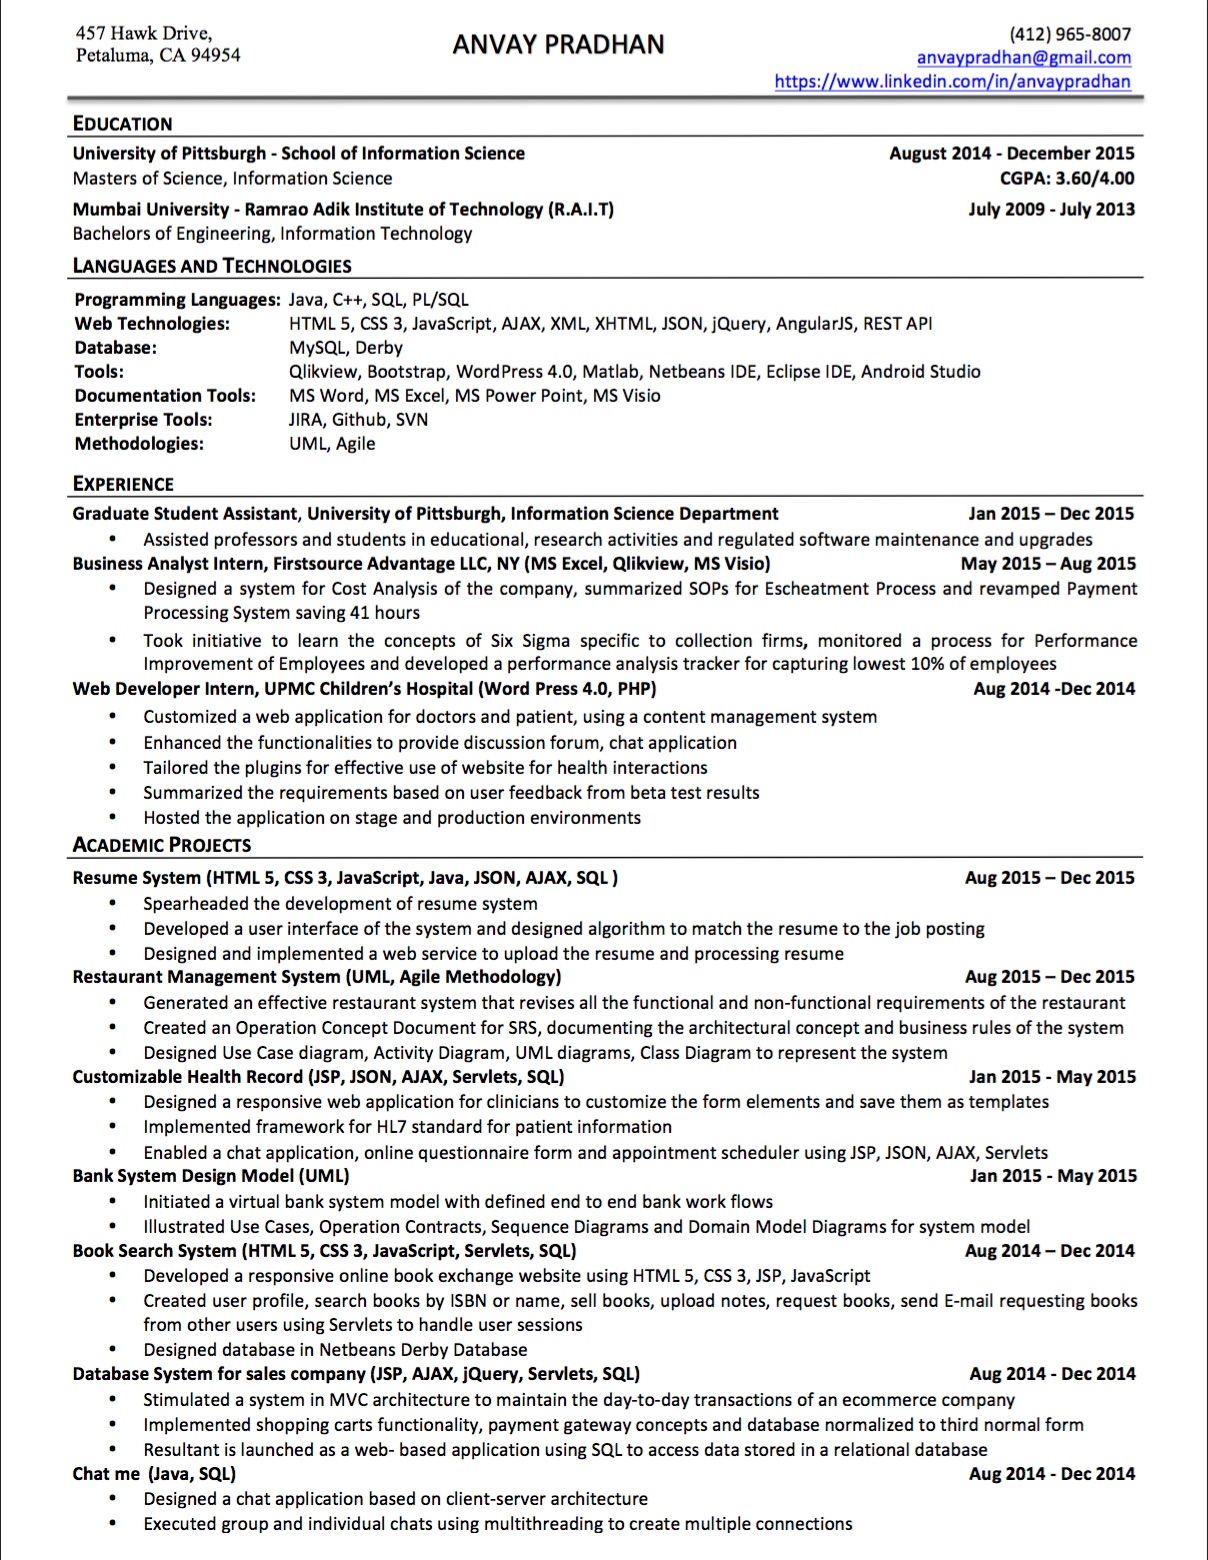 457 Hawk Drive,
Petaluma, CA 94954
ANVAY PRADHAN
(412) 965-8007
anvaypradhan@gmail.com
https://www.linkedin.com/in/anvaypradhan
EDUCATION
University of Pittsburgh - School of Information Science August 2014 - December 2015
Masters of Science, Information Science CGPA: 3.60/4.00
Mumbai University - Ramrao Adik Institute of Technology (R.A.I.T) July 2009 - July 2013
Bachelors of Engineering, Information Technology
LANGUAGES AND TECHNOLOGIES
Programming Languages: Java, C++, SQL, PL/SQL
Web Technologies: HTML 5, CSS 3, JavaScript, AJAX, XML, XHTML, JSON, jQuery, AngularJS, REST API
Database: MySQL, Derby
Tools: Qlikview, Bootstrap, WordPress 4.0, Matlab, Netbeans IDE, Eclipse IDE, Android Studio
Documentation Tools: MS Word, MS Excel, MS Power Point, MS Visio
Enterprise Tools: JIRA, Github, SVN
Methodologies: UML, Agile
EXPERIENCE
Graduate Student Assistant, University of Pittsburgh, Information Science Department Jan 2015 – Dec 2015
• Assisted professors and students in educational, research activities and regulated software maintenance and upgrades
Business Analyst Intern, Firstsource Advantage LLC, NY (MS Excel, Qlikview, MS Visio) May 2015 – Aug 2015
• Designed a system for Cost Analysis of the company, summarized SOPs for Escheatment Process and revamped Payment
Processing System saving 41 hours
• Took initiative to learn the concepts of Six Sigma specific to collection firms, monitored a process for Performance
Improvement of Employees and developed a performance analysis tracker for capturing lowest 10% of employees
Web Developer Intern, UPMC Children’s Hospital (Word Press 4.0, PHP) Aug 2014 -Dec 2014
• Customized a web application for doctors and patient, using a content management system
• Enhanced the functionalities to provide discussion forum, chat application
• Tailored the plugins for effective use of website for health interactions
• Summarized the requirements based on user feedback from beta test results
• Hosted the application on stage and production environments
ACADEMIC PROJECTS
Resume System (HTML 5, CSS 3, JavaScript, Java, JSON, AJAX, SQL ) Aug 2015 – Dec 2015
• Spearheaded the development of resume system
• Developed a user interface of the system and designed algorithm to match the resume to the job posting
• Designed and implemented a web service to upload the resume and processing resume
Restaurant Management System (UML, Agile Methodology) Aug 2015 – Dec 2015
• Generated an effective restaurant system that revises all the functional and non-functional requirements of the restaurant
• Created an Operation Concept Document for SRS, documenting the architectural concept and business rules of the system
• Designed Use Case diagram, Activity Diagram, UML diagrams, Class Diagram to represent the system
Customizable Health Record (JSP, JSON, AJAX, Servlets, SQL) Jan 2015 - May 2015
• Designed a responsive web application for clinicians to customize the form elements and save them as templates
• Implemented framework for HL7 standard for patient information
• Enabled a chat application, online questionnaire form and appointment scheduler using JSP, JSON, AJAX, Servlets
Bank System Design Model (UML) Jan 2015 - May 2015
• Initiated a virtual bank system model with defined end to end bank work flows
• Illustrated Use Cases, Operation Contracts, Sequence Diagrams and Domain Model Diagrams for system model
Book Search System (HTML 5, CSS 3, JavaScript, Servlets, SQL) Aug 2014 – Dec 2014
• Developed a responsive online book exchange website using HTML 5, CSS 3, JSP, JavaScript
• Created user profile, search books by ISBN or name, sell books, upload notes, request books, send E-mail requesting books
from other users using Servlets to handle user sessions
• Designed database in Netbeans Derby Database
Database System for sales company (JSP, AJAX, jQuery, Servlets, SQL) Aug 2014 - Dec 2014
• Stimulated a system in MVC architecture to maintain the day-to-day transactions of an ecommerce company
• Implemented shopping carts functionality, payment gateway concepts and database normalized to third normal form
• Resultant is launched as a web- based application using SQL to access data stored in a relational database
Chat me (Java, SQL) Aug 2014 - Dec 2014
• Designed a chat application based on client-server architecture
• Executed group and individual chats using multithreading to create multiple connections